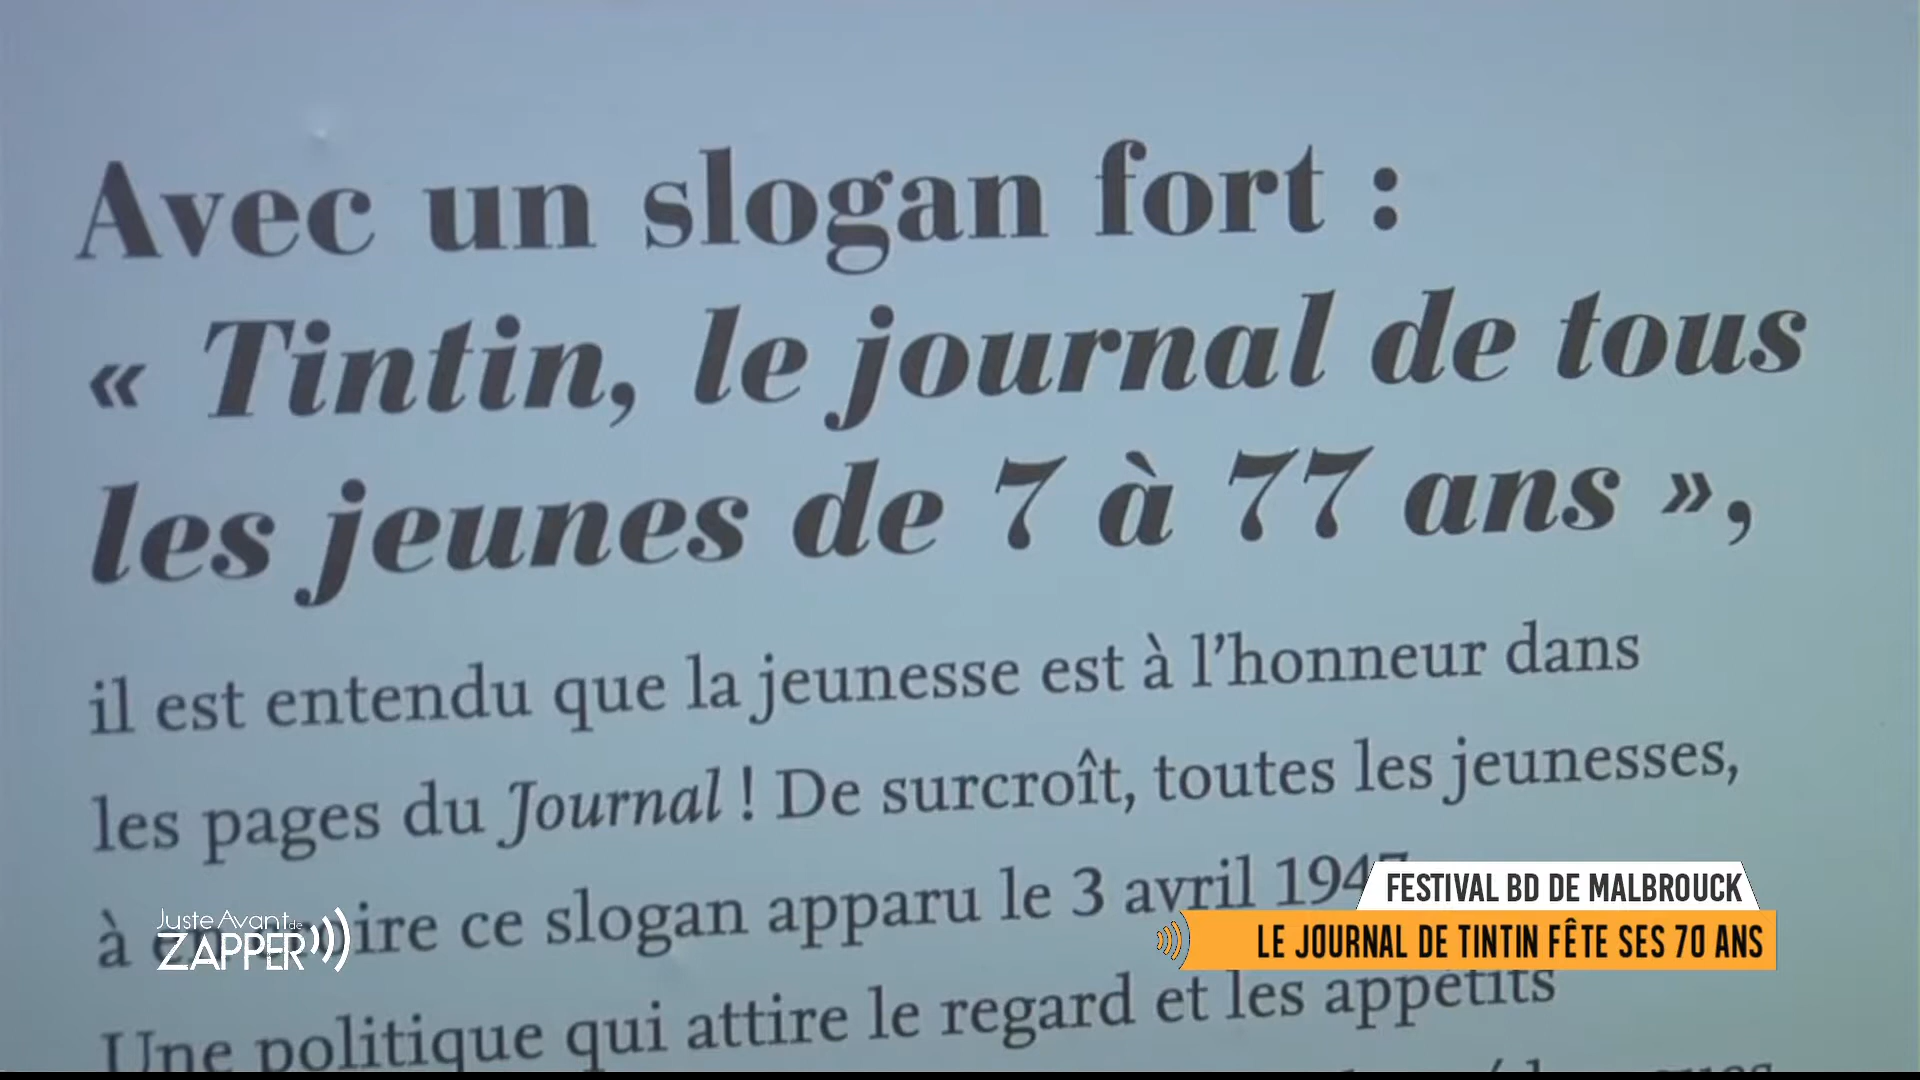 Avec un slogan fort :
« Tintin, le journal de tous
les jeunes de 7 à 77 ans »,
il est entendu que la jeunesse est à l'honneur dans
les pages du Journal ! De surcroît, toutes les jeunesses,
à ce slogan apparu le 3 avril
Une politique qui attire le regard et les appétits
Juste Avant de
ZAPPER
FESTIVAL BD DE MALBROUCK
LE JOURNAL DE TINTIN FÊTE SES 70 ANS